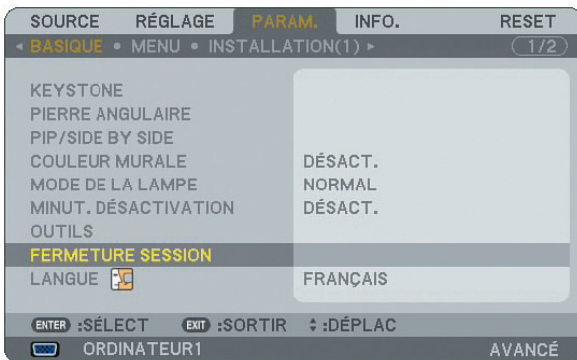 SOURCE RÉGLAGE PARAM. INFO. RESET
BASIQUE • MENU • INSTALLATION(1) 1/2
KEYSTONE
PIERRE ANGULAIRE
PIP/SIDE BY SIDE
COULEUR MURALE DÉSACT.
MODE DE LA LAMPE NORMAL
MINUT. DÉSACTIVATION DÉSACT.
OUTILS
FERMETURE SESSION
LANGUE FRANÇAIS
ENTER :SÉLECT EXIT :SORTIR :DÉPLAC
ORDINATEUR1 AVANCÉ